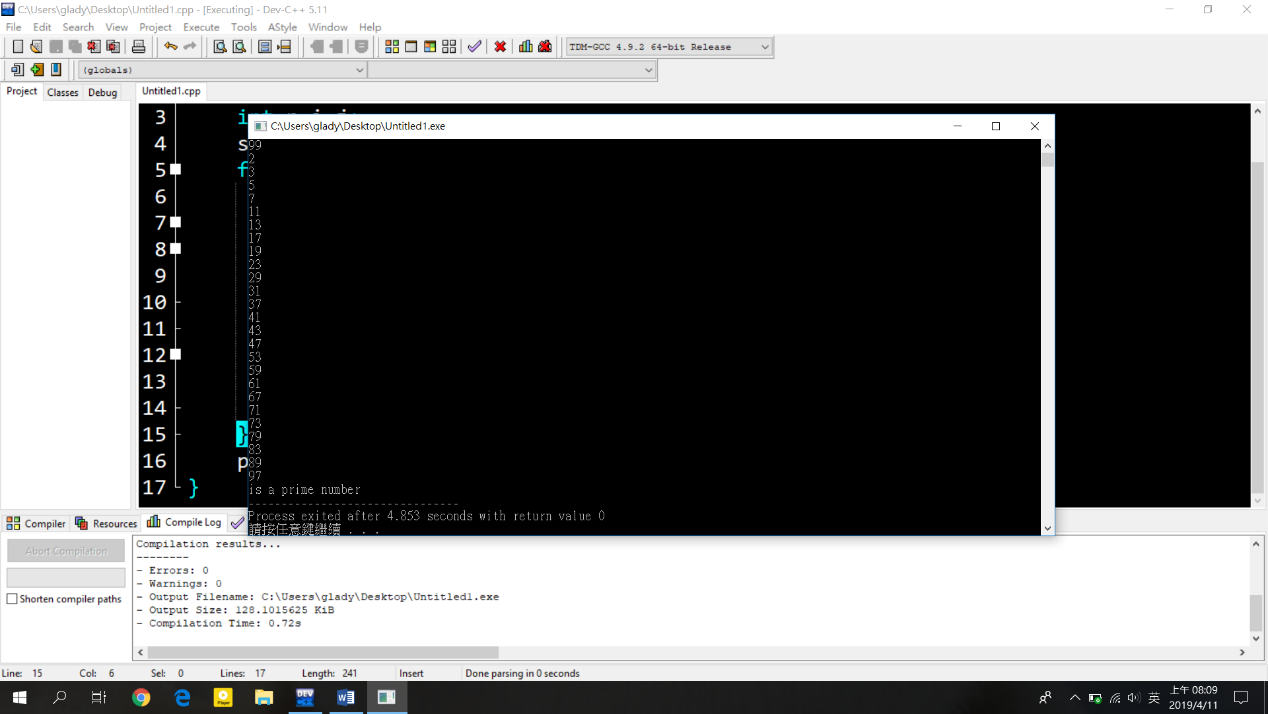 C:\Users\glady\Desktop\Untitled1.cpp - [Executing] - Dev-C++ 5.11
File Edit Search View Project Execute Tools AStyle Window Help
TDM-GCC 4.9.2 64-bit Release
(globals)
Project Classes Debug
Untitled1.cpp
3
4 s
5 f
6
7
8
9
10
11
12
13
14
15 }
16 p
17 }
C:\Users\glady\Desktop\Untitled1.exe
99
2
3
5
7
11
13
17
19
23
29
31
37
41
43
47
53
59
61
67
71
73
79
83
89
97
is a prime number
--------------------------------
Process exited after 4.853 seconds with return value 0
請按任意鍵繼續 . . .
Compiler Resources Compile Log
Abort Compilation
Shorten compiler paths
Compilation results...
--------
- Errors: 0
- Warnings: 0
- Output Filename: C:\Users\glady\Desktop\Untitled1.exe
- Output Size: 128.1015625 KiB
- Compilation Time: 0.72s
Line: 15 Col: 6 Sel: 0 Lines: 17 Length: 241 Insert Done parsing in 0 seconds
DEV
Player
英
上午 08:09
2019/4/11